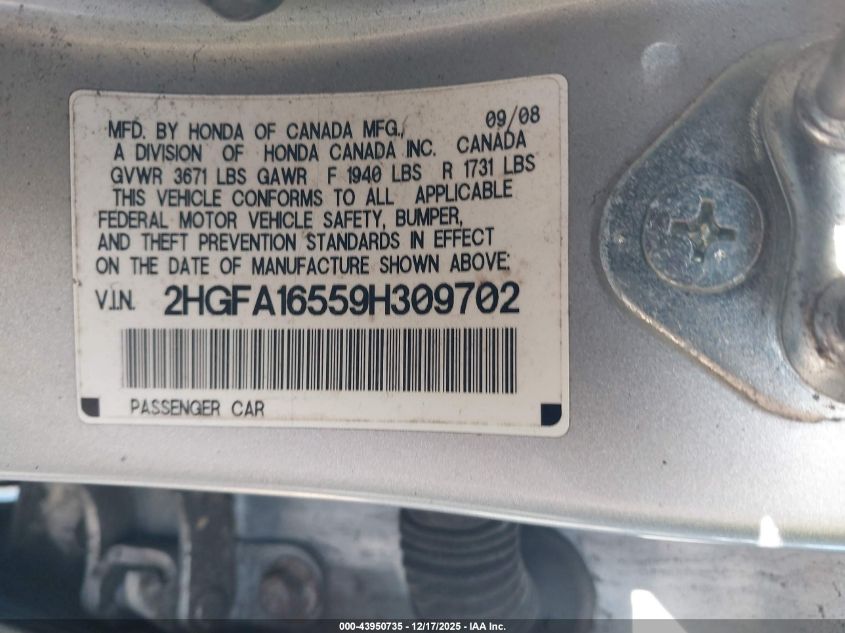 09/08
MFD. BY HONDA OF CANADA MFG.,
A DIVISION OF HONDA CANADA INC. CANADA
GVWR 3671 LBS GAWR F 1940 LBS R 1731 LBS
THIS VEHICLE CONFORMS TO ALL APPLICABLE
FEDERAL MOTOR VEHICLE SAFETY, BUMPER,
AND THEFT PREVENTION STANDARDS IN EFFECT
ON THE DATE OF MANUFACTURE SHOWN ABOVE:
V.I.N. 2HGFA16559H309702
PASSENGER CAR
000-43950735 - 12/17/2025 - IAA Inc.